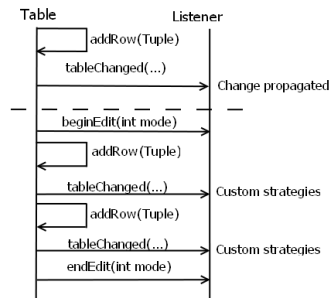 Table Listener
addRow(Tuple)
tableChanged(...)
Change propagated
beginEdit(int mode)
addRow(Tuple)
tableChanged(...) Custom strategies
addRow(Tuple)
tableChanged(...) Custom strategies
endEdit(int mode)